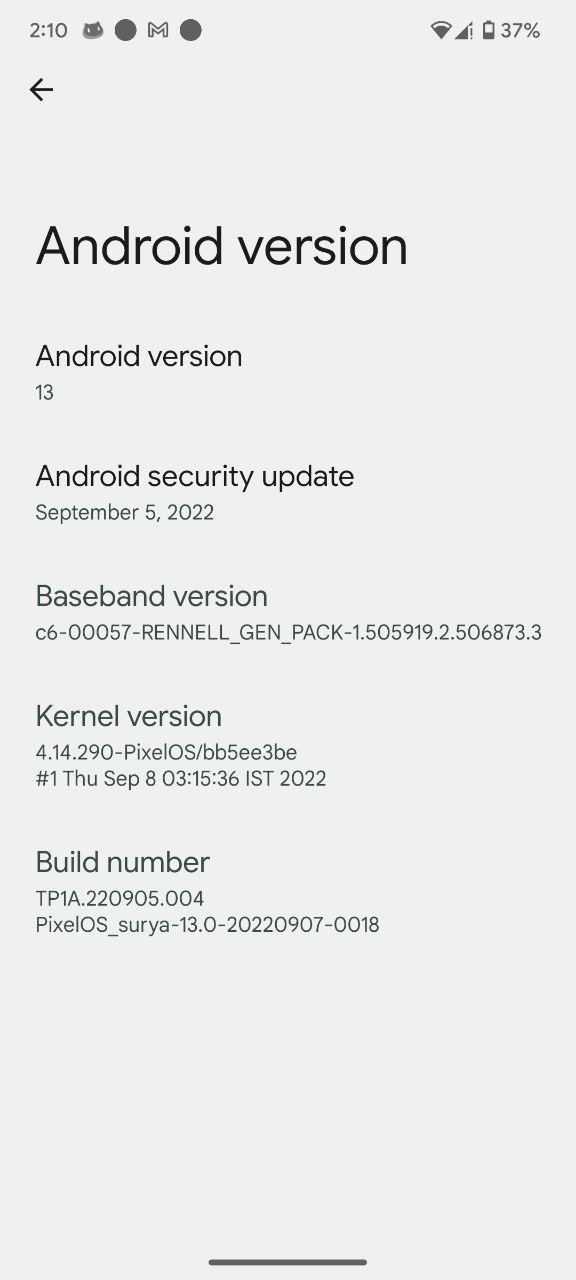 2:10 37%
Android version
Android version
13
Android security update
September 5, 2022
Baseband version
c6-00057-RENNELL_GEN_PACK-1.505919.2.506873.3
Kernel version
4.14.290-PixelOS/bb5ee3be
#1 Thu Sep 8 03:15:36 IST 2022
Build number
TP1A.220905.004
PixelOS_surya-13.0-20220907-0018